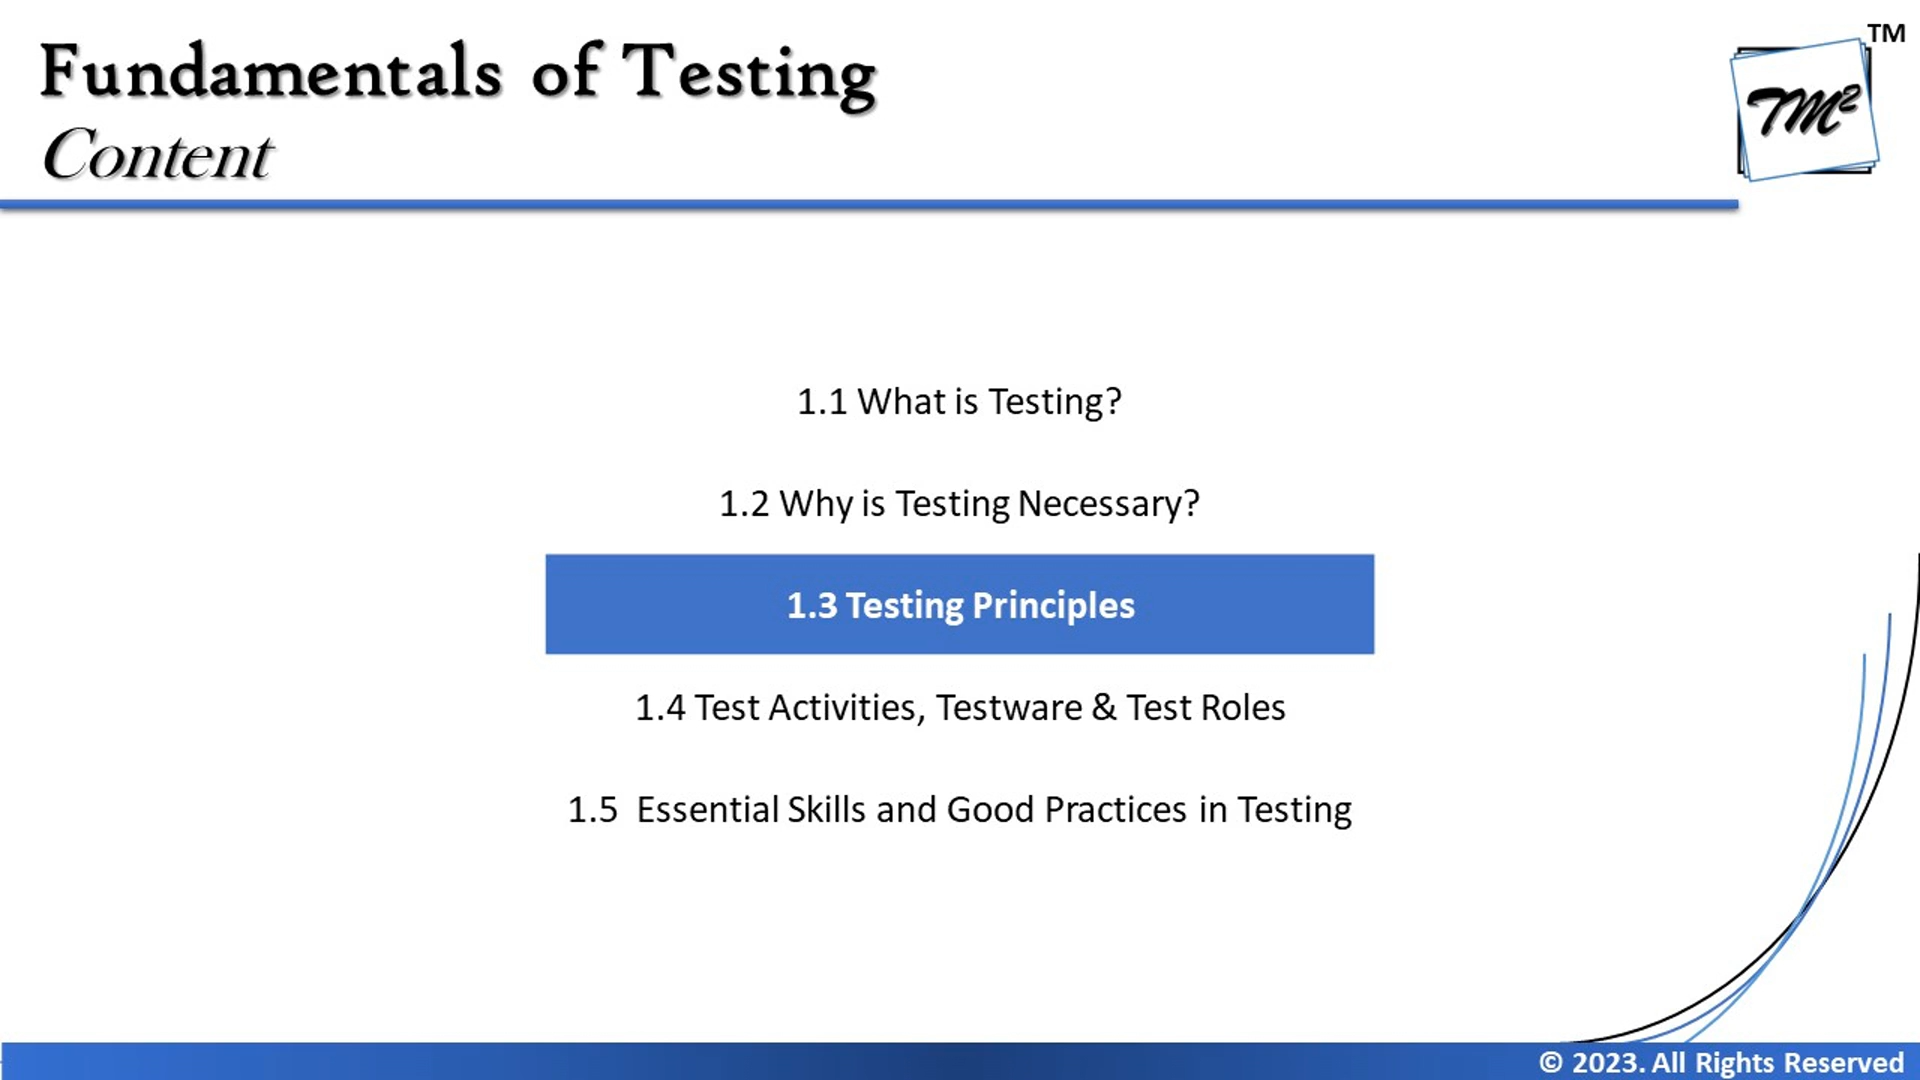 Fundamentals of Testing
Content
TM
TM²
1.1 What is Testing?
1.2 Why is Testing Necessary?
1.3 Testing Principles
1.4 Test Activities, Testware & Test Roles
1.5 Essential Skills and Good Practices in Testing
© 2023. All Rights Reserved